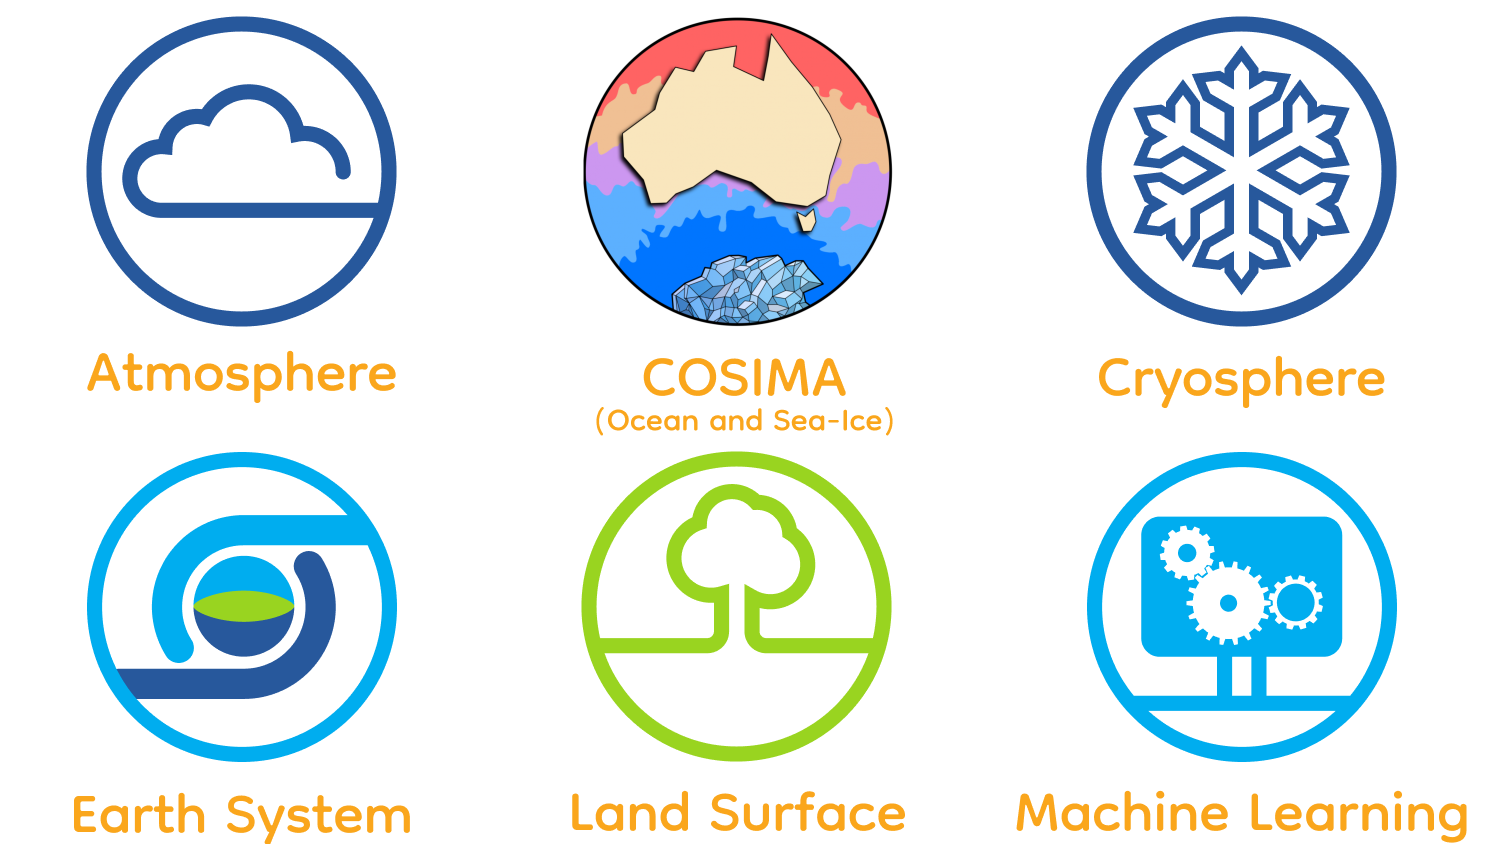 Atmosphere
COSIMA
(Ocean and Sea-Ice)
Cryosphere
Earth System
Land Surface
Machine Learning